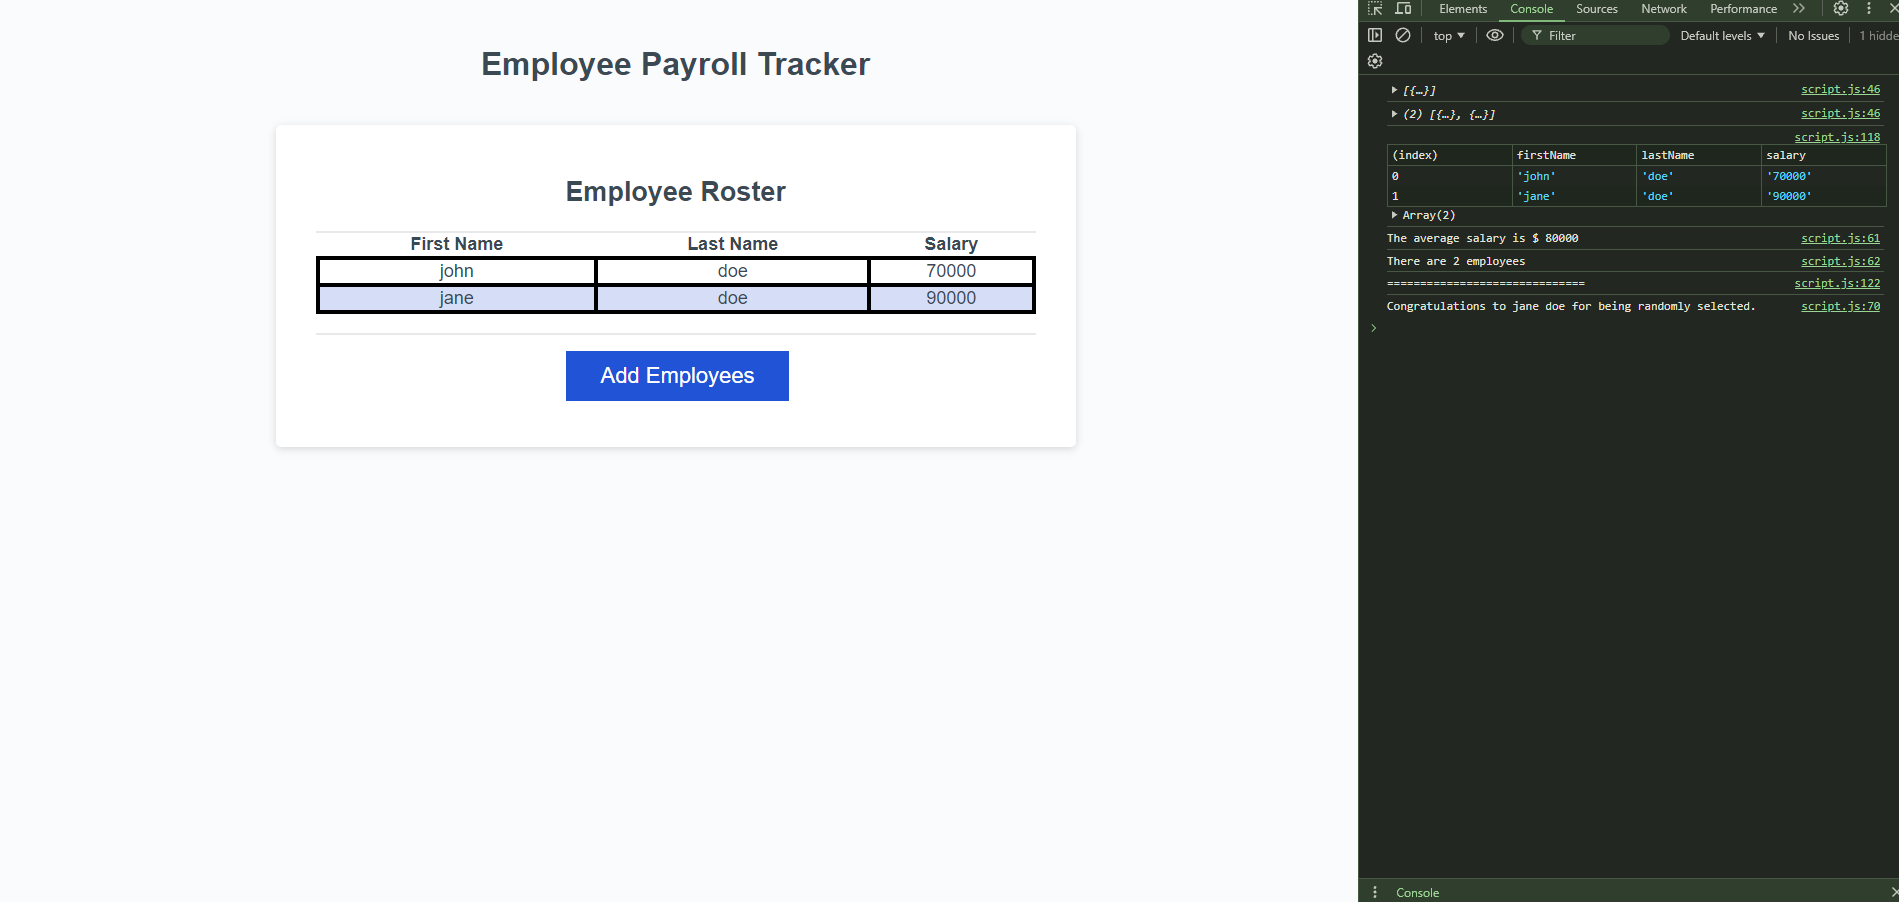 Employee Payroll Tracker
Employee Roster
First Name Last Name Salary
john doe 70000
jane doe 90000
Add Employees
Elements Console Sources Network Performance
top Filter Default levels No Issues 1 hidde
[{…}] script.js:46
(2) [{…}, {…}] script.js:46
script.js:118
(index) firstName lastName salary
0 'john' 'doe' '70000'
1 'jane' 'doe' '90000'
Array(2)
The average salary is $ 80000 script.js:61
There are 2 employees script.js:62
============================== script.js:122
Congratulations to jane doe for being randomly selected. script.js:70
Console